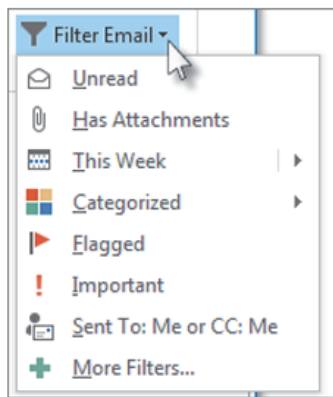 Filter Email
Unread
Has Attachments
This Week
Categorized
Flagged
Important
Sent To: Me or CC: Me
More Filters...